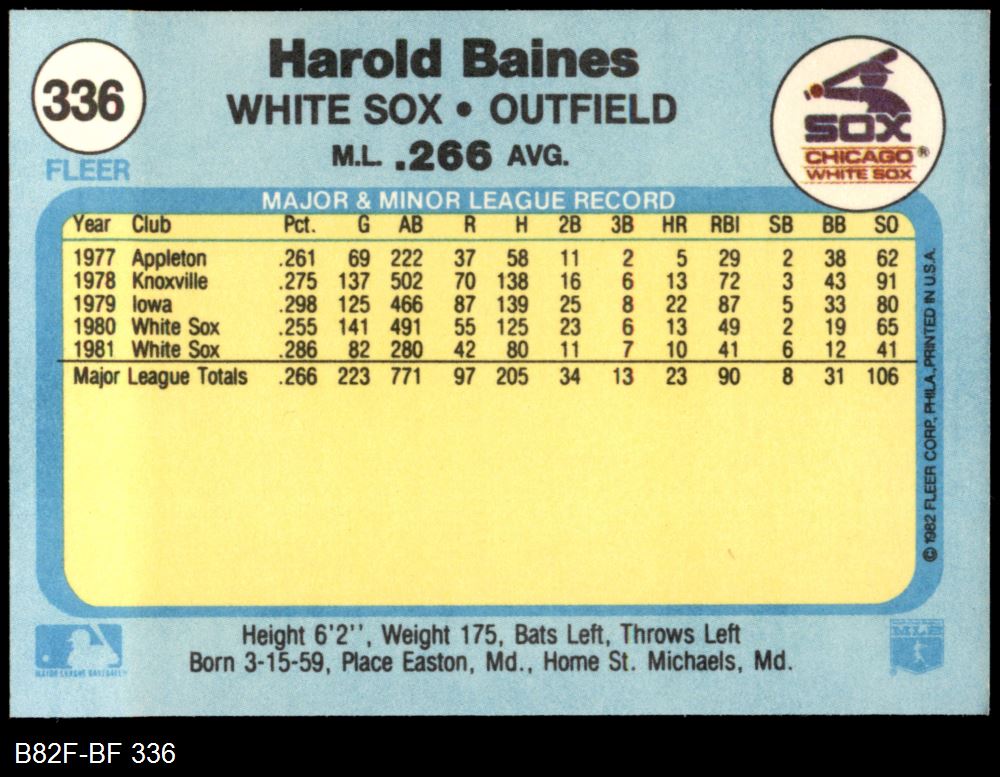 336
FLEER
Harold Baines
WHITE SOX • OUTFIELD
M.L. .266 AVG.
SOX
CHICAGO ®
WHITE SOX
MAJOR & MINOR LEAGUE RECORD
Year Club Pct. G AB R H 2B 3B HR RBI SB BB SO
1977 Appleton .261 69 222 37 58 11 2 5 29 2 38 62
1978 Knoxville .275 137 502 70 138 16 6 13 72 3 43 91
1979 Iowa .298 125 466 87 139 25 8 22 87 5 33 80
1980 White Sox .255 141 491 55 125 23 6 13 49 2 19 65
1981 White Sox .286 82 280 42 80 11 7 10 41 6 12 41
Major League Totals .266 223 771 97 205 34 13 23 90 8 31 106
© 1982 FLEER CORP., PHILA., PRINTED IN U.S.A.
Height 6'2'', Weight 175, Bats Left, Throws Left
Born 3-15-59, Place Easton, Md., Home St. Michaels, Md.
MAJOR LEAGUE BASEBALL
MLB
B82F-BF 336